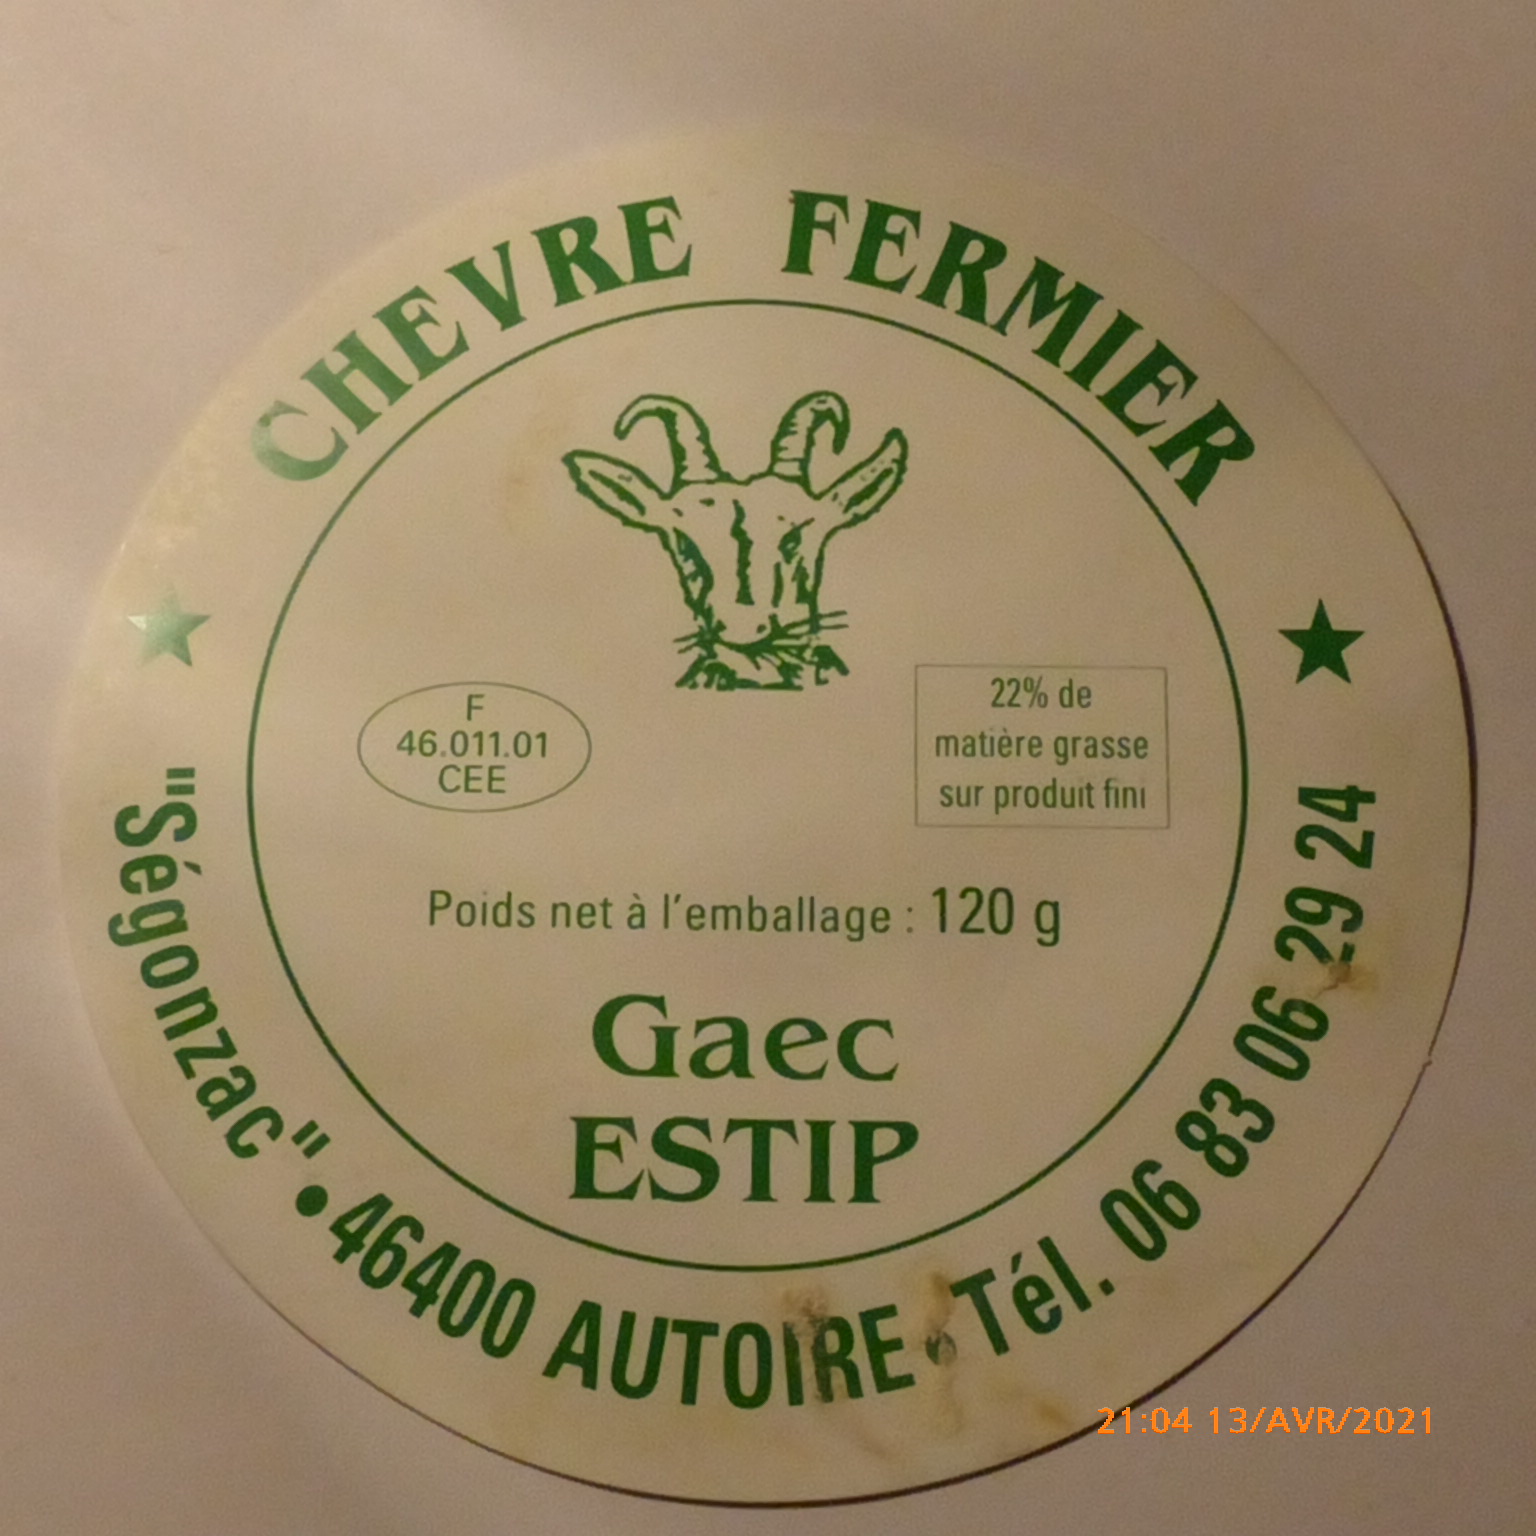 CHEVRE FERMIER
F
46.011.01
CEE
22% de
matière grasse
sur produit fini
Poids net à l'emballage : 120 g
Gaec
ESTIP
"Ségonzac" • 46400 AUTOIRE • Tél. 06 83 06 29 24
21:04 13/AVR/2021